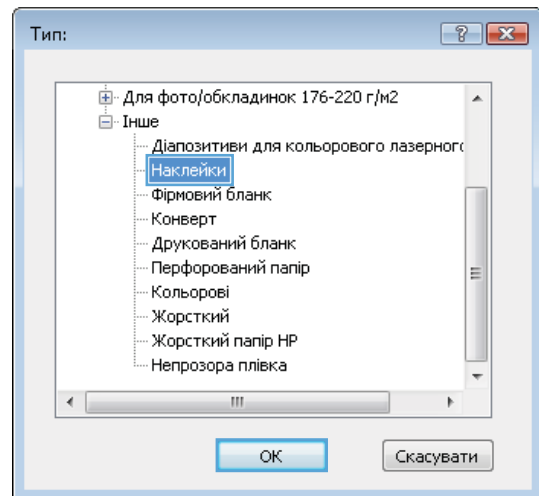 Тип:
Для фото/обкладинок 176-220 г/м2
Інше
Діапозитиви для кольорового лазерного
Наклейки
Фірмовий бланк
Конверт
Друкований бланк
Перфорований папір
Кольорові
Жорсткий
Жорсткий папір HP
Непрозора плівка
ОК
Скасувати